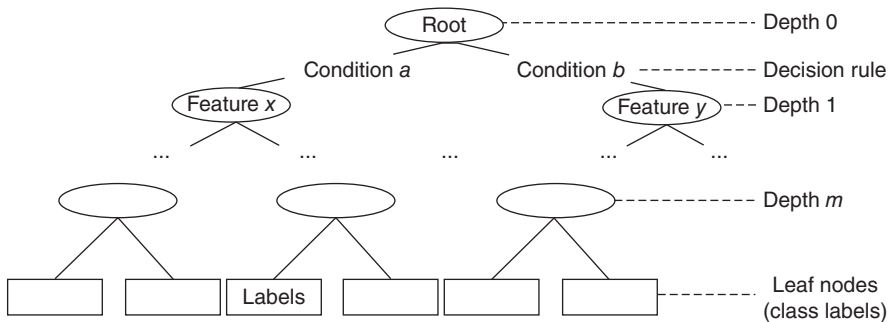 Root
Depth 0
Condition a
Condition b
Decision rule
Feature x
Feature y
Depth 1
... ... ... ... ...
Depth m
Labels
Leaf nodes
(class labels)